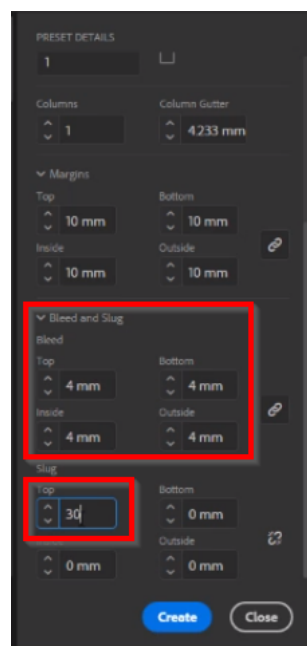 PRESET DETAILS
1
Columns Column Gutter
1 4.233 mm
Margins
Top Bottom
10 mm 10 mm
Inside Outside
10 mm 10 mm
Bleed and Slug
Bleed
Top Bottom
4 mm 4 mm
Inside Outside
4 mm 4 mm
Slug
Top Bottom
30 0 mm
Outside
0 mm 0 mm
Create Close